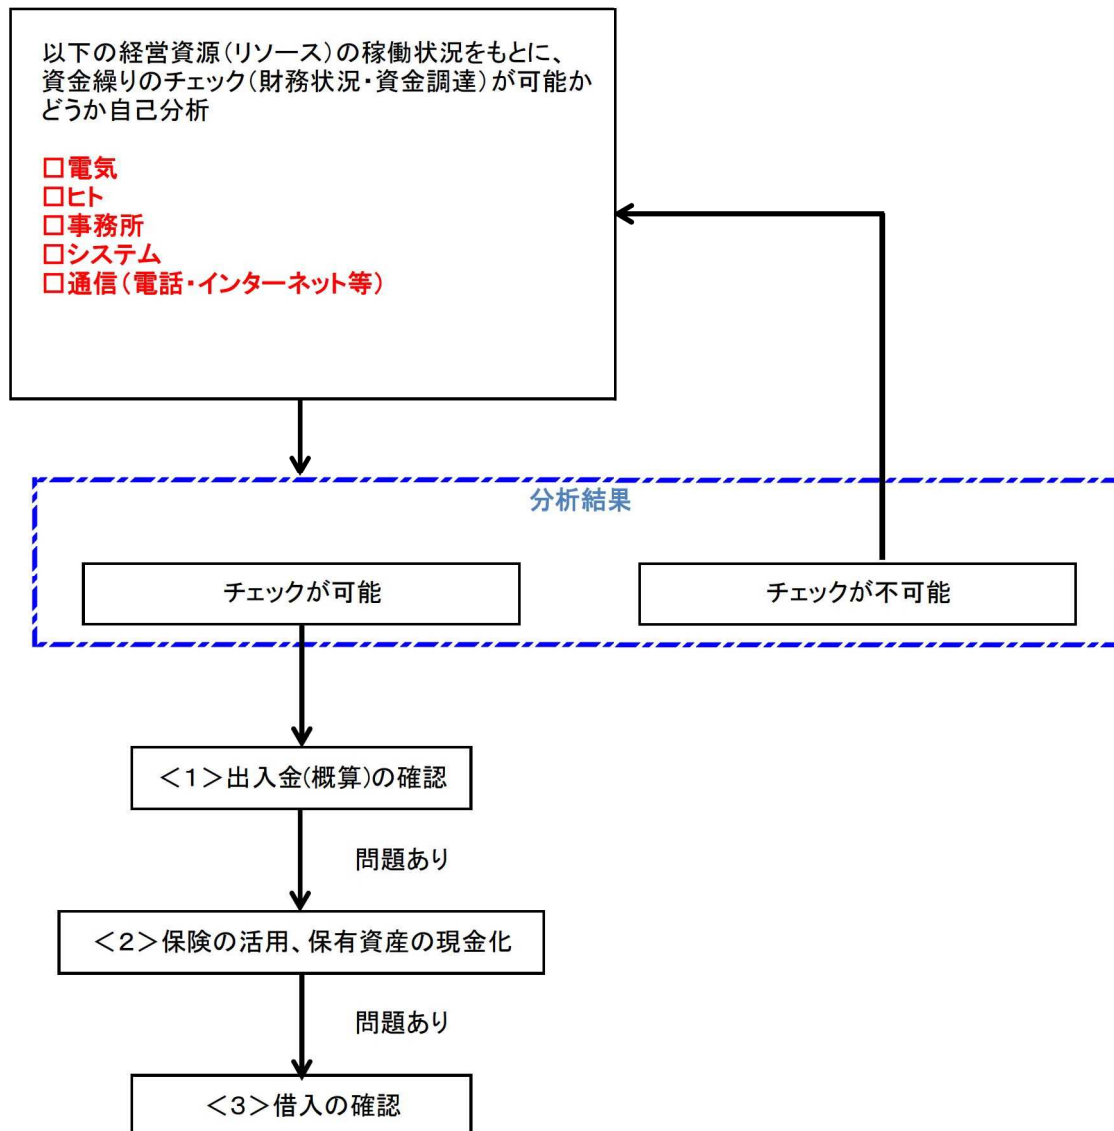 以下の経営資源(リソース)の稼働状況をもとに、
資金繰りのチェック(財務状況・資金調達)が可能か
どうか自己分析
□電気
□ヒト
□事務所
□システム
□通信(電話・インターネット等)
分析結果
チェックが可能
チェックが不可能
<1>出入金(概算)の確認
問題あり
<2>保険の活用、保有資産の現金化
問題あり
<3>借入の確認